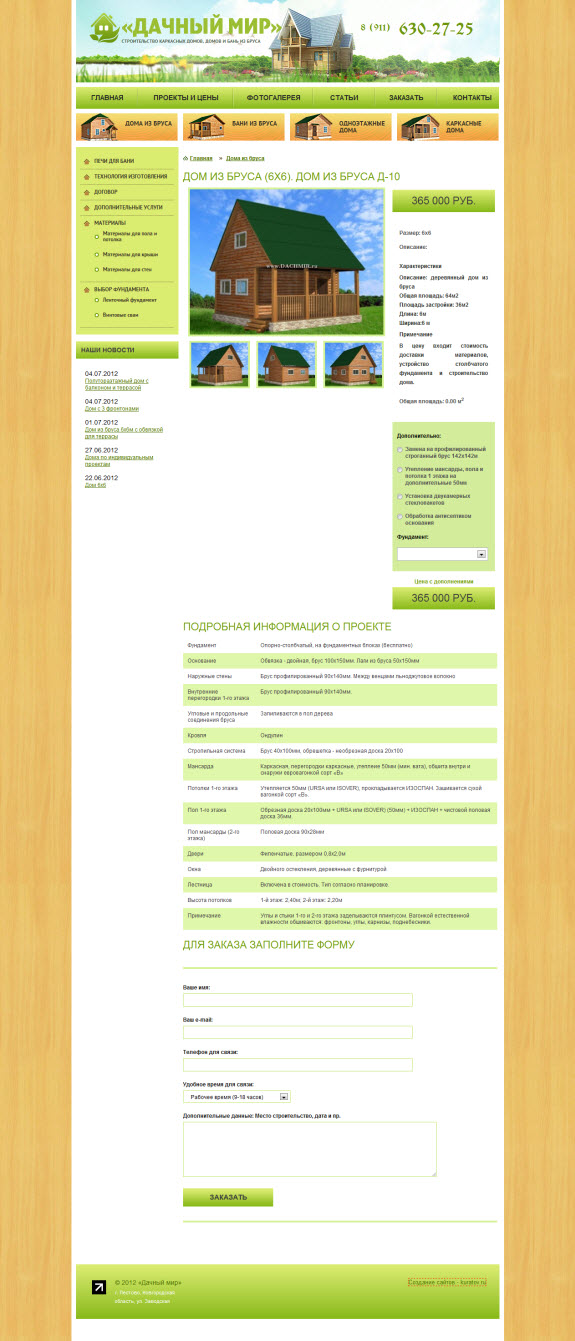 «ДАЧНЫЙ МИР»
СТРОИТЕЛЬСТВО КАРКАСНЫХ ДОМОВ, ДОМОВ И БАНЬ ИЗ БРУСА
8 (911) 630-27-25
ГЛАВНАЯ ПРОЕКТЫ И ЦЕНЫ ФОТОГАЛЕРЕЯ СТАТЬИ ЗАКАЗАТЬ КОНТАКТЫ
ДОМА ИЗ БРУСА
БАНИ ИЗ БРУСА
ОДНОЭТАЖНЫЕ
ДОМА
КАРКАСНЫЕ
ДОМА
ПЕЧИ ДЛЯ БАНИ
ТЕХНОЛОГИЯ ИЗГОТОВЛЕНИЯ
ДОГОВОР
ДОПОЛНИТЕЛЬНЫЕ УСЛУГИ
МАТЕРИАЛЫ
Материалы для пола и
потолка
Материалы для крыши
Материалы для стен
ВЫБОР ФУНДАМЕНТА
Ленточный фундамент
Винтовые сваи
НАШИ НОВОСТИ
04.07.2012
Полутораэтажный дом с
балконом и террасой
04.07.2012
Дом с 3 фронтонами
01.07.2012
Дом из бруса 6х6м с обвязкой
для террасы
27.06.2012
Дома по индивидуальным
проектам
22.06.2012
Дом 6х6
Главная » Дома из бруса
ДОМ ИЗ БРУСА (6Х6). ДОМ ИЗ БРУСА Д-10
www.DACHMIR.ru
365 000 РУБ.
Размер: 6х6
Описание:
Характеристики
Описание: деревянный дом из
бруса
Общая площадь: 64м2
Площадь застройки: 36м2
Длина: 6м
Ширина:6 м
Примечание
В цену входит стоимость
доставки материалов,
устройство столбчатого
фундамента и строительство
дома.
Общая площадь: 0.00 м2
Дополнительно:
Замена на профилированный
строганный брус 142х142м
Утепление мансарды, пола и
потолка 1 этажа на
дополнительные 50мм
Установка двухкамерных
стеклопакетов
Обработка антисептиком
основания
Фундамент:
Цена с дополнениями
365 000 РУБ.
ПОДРОБНАЯ ИНФОРМАЦИЯ О ПРОЕКТЕ
Фундамент Опорно-столбчатый, на фундаментных блоках (бесплатно)
Основание Обвязка - двойная, брус 100х150мм. Лаги из бруса 50х150мм
Наружные стены Брус профилированный 90х140мм. Между венцами льноджутовое волокно
Внутренние
перегородки 1-го этажа
Брус профилированный 90х140мм.
Угловые и продольные
соединения бруса
Запиливаются в пол дерева
Кровля Ондулин
Стропильная система Брус 40х100мм, обрешетка - необрезная доска 20х100
Мансарда Каркасная, перегородки каркасные, утеплене 50мм (мин. вата), обшита внутри и
снаружи евровагонкой сорт «В»
Потолки 1-го этажа Утепляется 50мм (URSA или ISOVER), прокладывается ИЗОСПАН. Зашивается сухой
вагонкой сорт «В».
Пол 1-го этажа Обрезная доска 20х100мм + URSA или ISOVER) (50мм) + ИЗОСПАН + чистовой половая
доска 36мм.
Пол мансарды (2-го
этажа)
Половая доска 90х28мм
Двери Филенчатые, размером 0,8х2,0м
Окна Двойного остекления, деревянные с фурнитурой
Лестница Включена в стоимость. Тип согласно планировке.
Высота потолков 1-й этаж: 2,40м, 2-й этаж: 2,20м
Примечание Углы и стыки 1-го и 2-го этажа заделываются плинтусом. Вагонкой естественной
влажности обшиваются: фронтоны, углы, карнизы, поднебесники.
ДЛЯ ЗАКАЗА ЗАПОЛНИТЕ ФОРМУ
Ваше имя:
Ваш e-mail:
Телефон для связи:
Удобное время для связи:
Рабочее время (9-18 часов)
Дополнительные данные: Место строительство, дата и пр.
ЗАКАЗАТЬ
© 2012 «Дачный мир»
г. Пестово, Новгородская
область, ул. Заводская
Создание сайтов - kuratov.ru